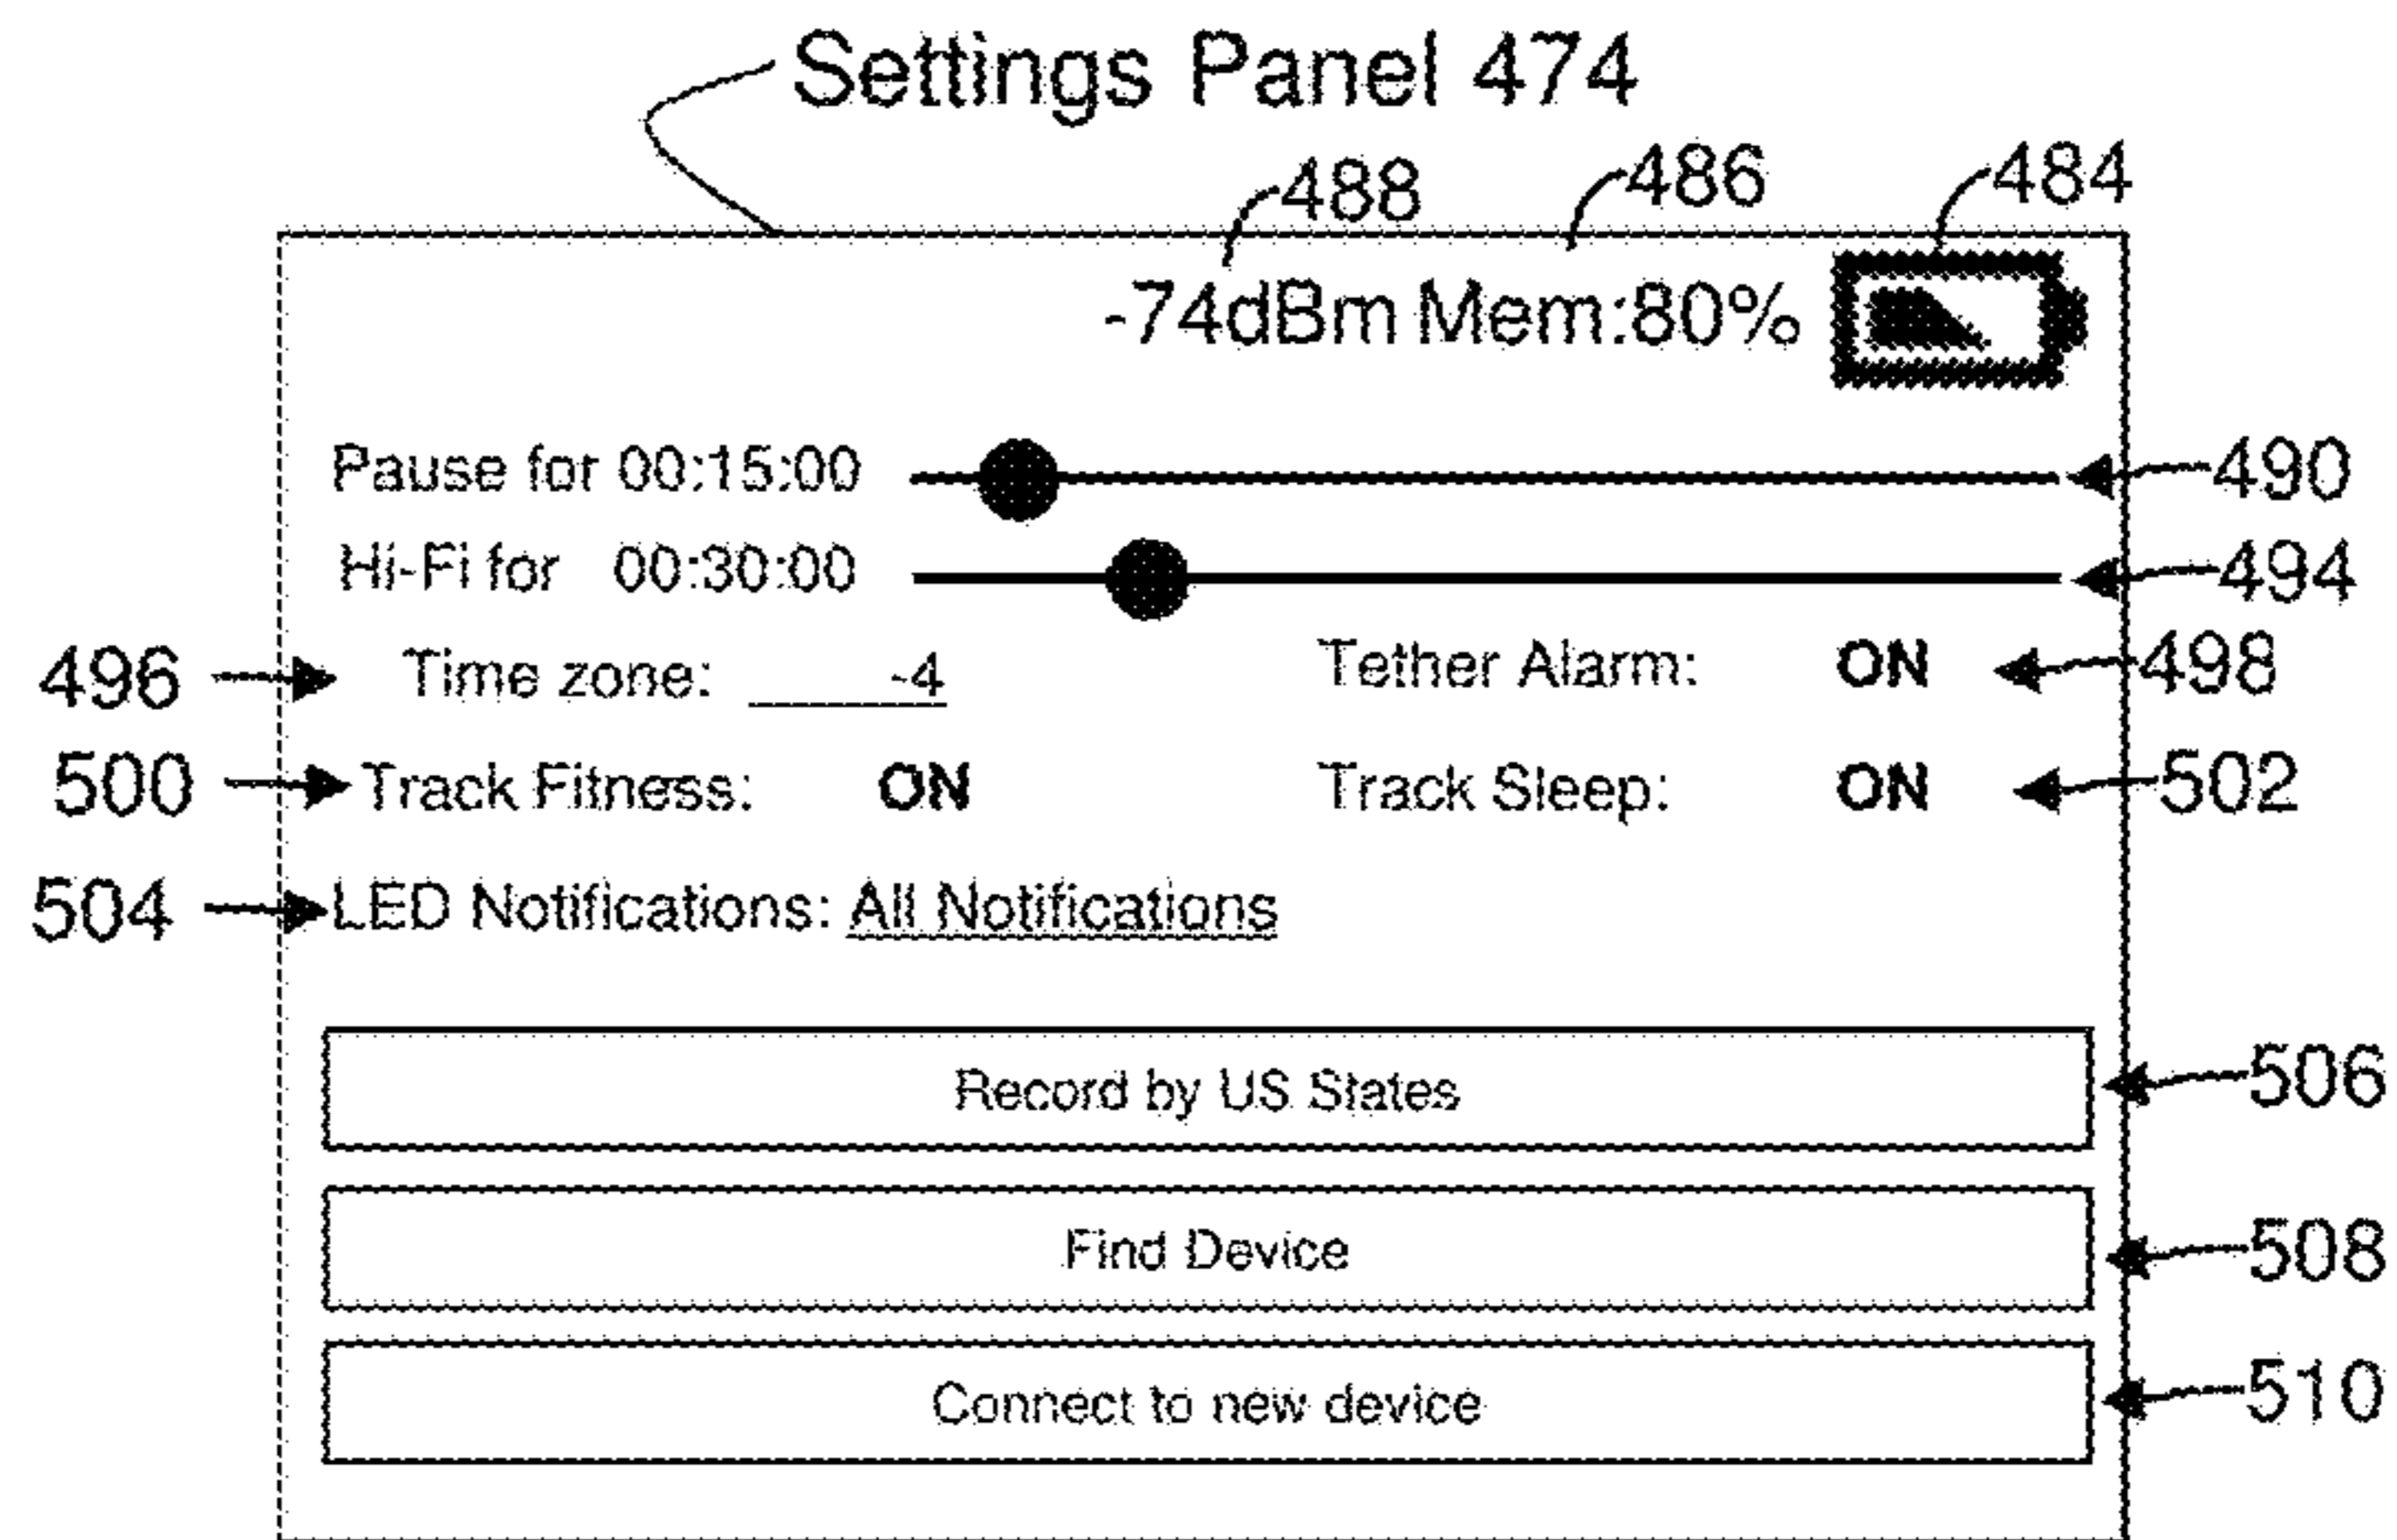 Settings Panel 474
488 486 484
-74dBm Mem:80%
Pause for 00:15:00 490
Hi-Fi for 00:30:00 494
496 Time zone: -4 Tether Alarm: ON 498
500 Track Fitness: ON Track Sleep: ON 502
504 LED Notifications: All Notifications
Record by US States 506
Find Device 508
Connect to new device 510